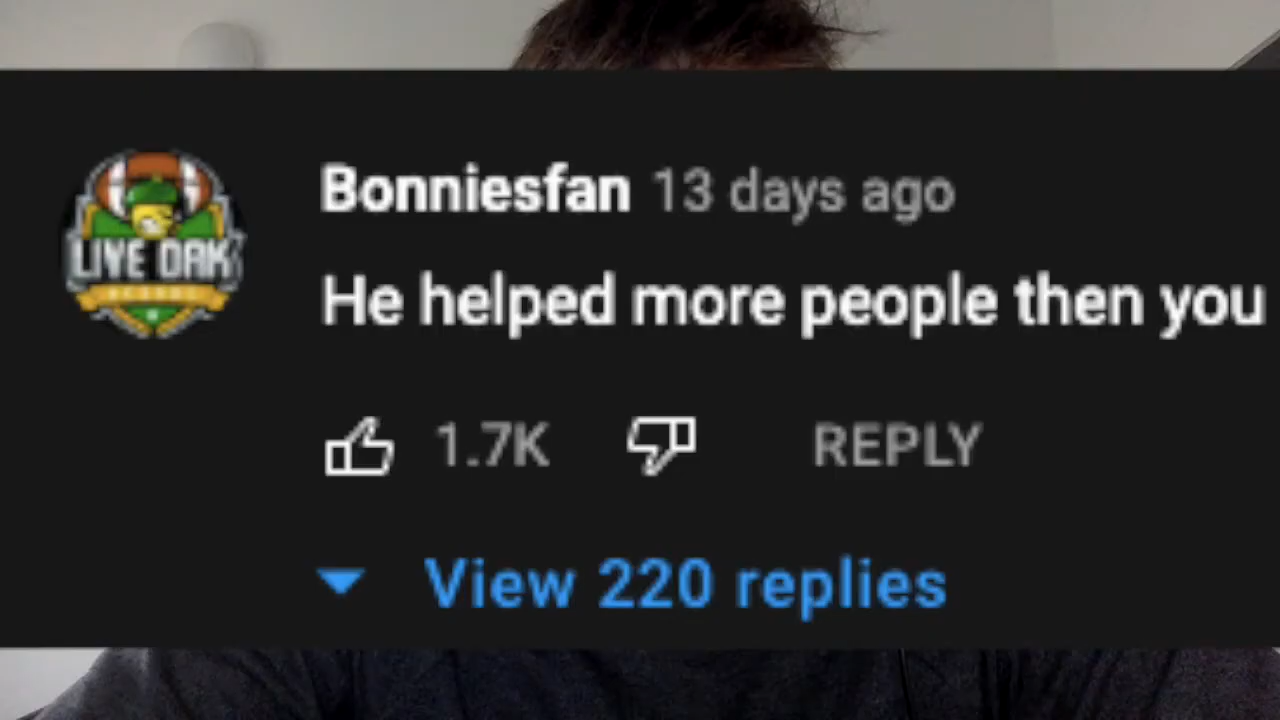 LIVE OAK
Bonniesfan 13 days ago
He helped more people then you
1.7K REPLY
View 220 replies